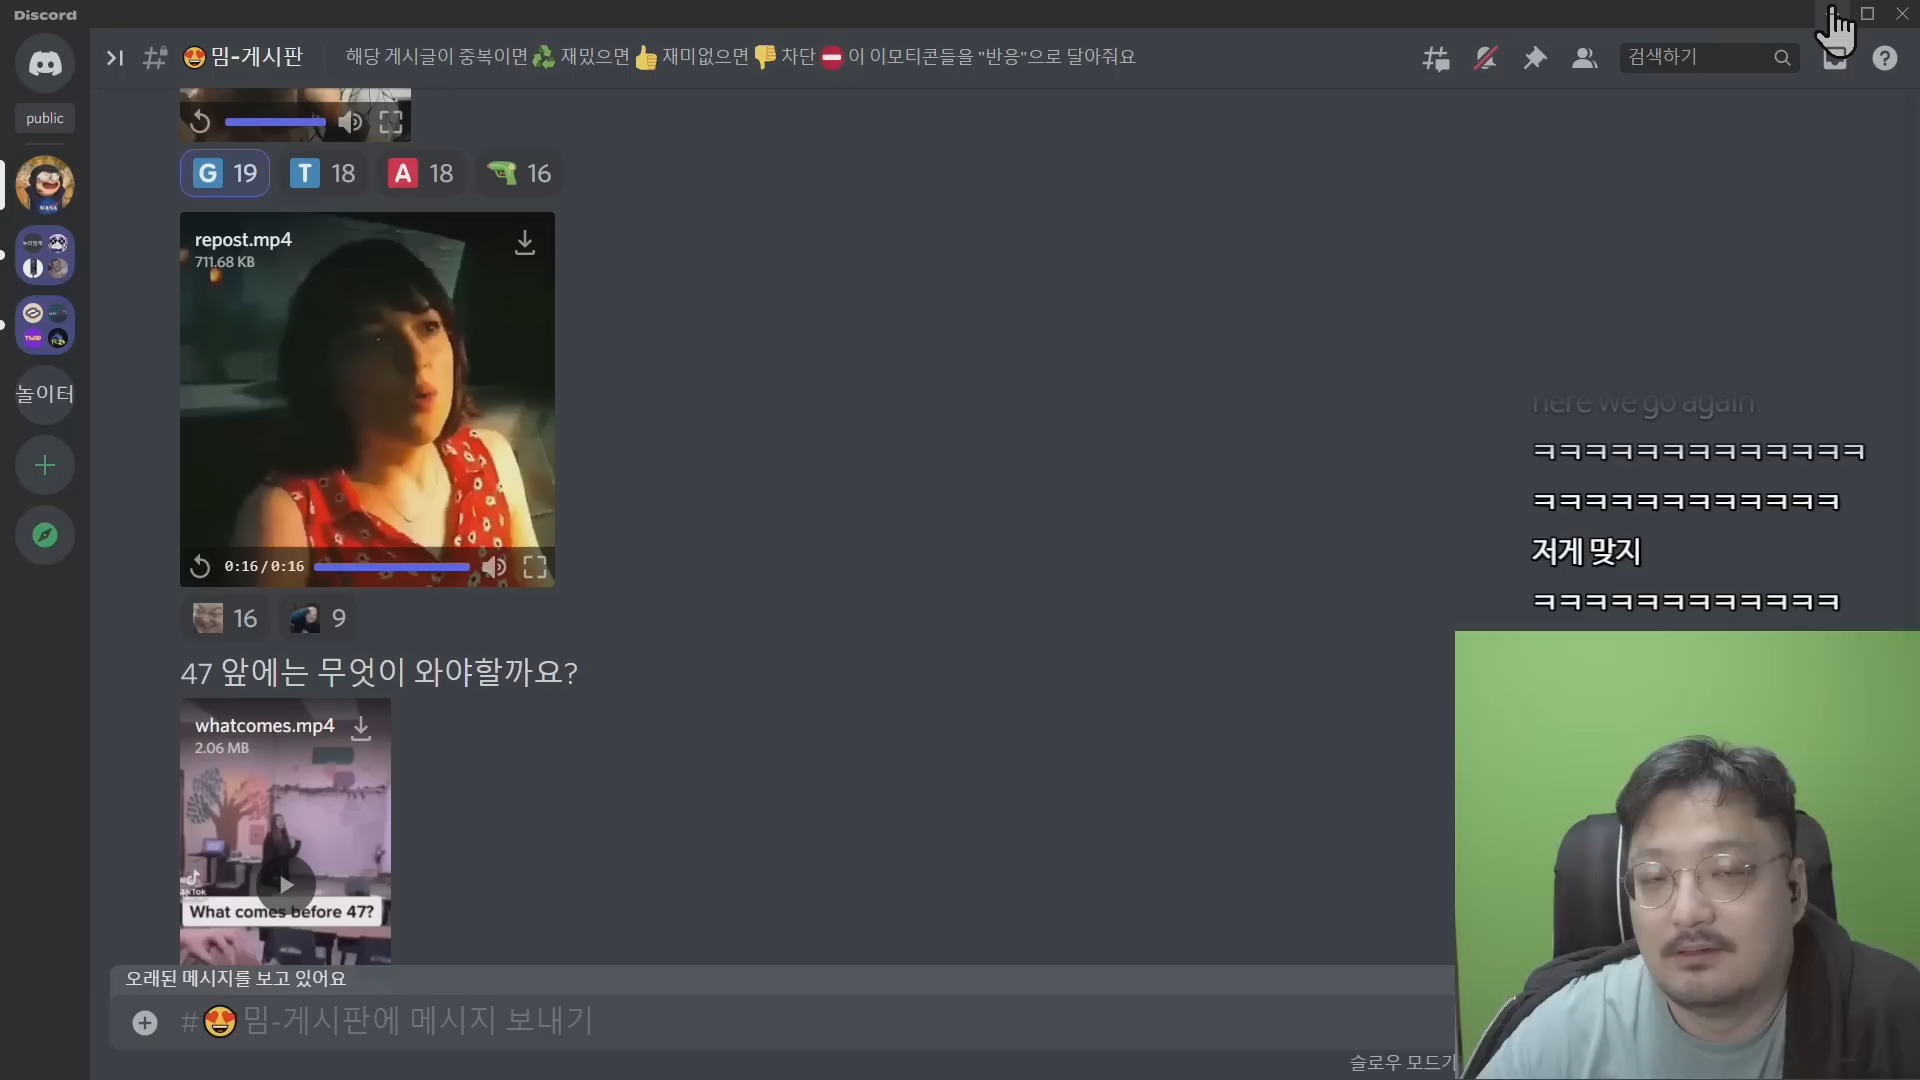 Discord
😍밈-게시판
해당 게시글이 중복이면♻️ 재밌으면👍 재미없으면👎 차단⛔이 이모티콘들을 "반응"으로 달아줘요
검색하기
public
G 19 T 18 A 18 16
repost.mp4
711.68 KB
놀이터
here we go again
ㅋㅋㅋㅋㅋㅋㅋㅋㅋㅋㅋㅋㅋ
ㅋㅋㅋㅋㅋㅋㅋㅋㅋㅋㅋㅋ
저게 맞지
ㅋㅋㅋㅋㅋㅋㅋㅋㅋㅋㅋㅋ
0:16/0:16
16 9
47 앞에는 무엇이 와야할까요?
whatcomes.mp4
2.06 MB
TikTok
What comes before 47?
오래된 메시지를 보고 있어요
#😍밈-게시판에 메시지 보내기
슬로우 모드가